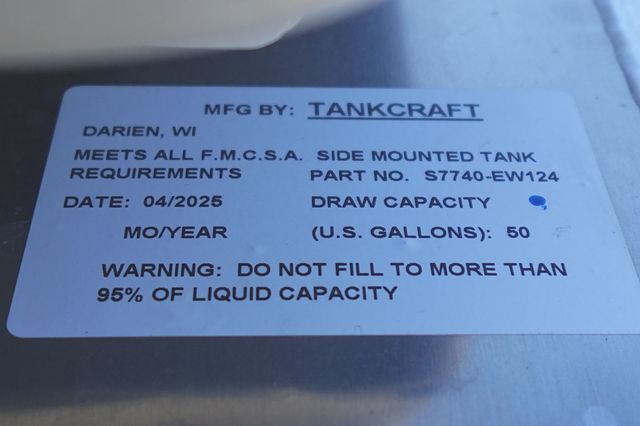 MFG BY: TANKCRAFT
DARIEN, WI
MEETS ALL F.M.C.S.A. SIDE MOUNTED TANK
REQUIREMENTS PART NO. S7740-EW124
DATE: 04/2025 DRAW CAPACITY
MO/YEAR (U.S. GALLONS): 50
WARNING: DO NOT FILL TO MORE THAN
95% OF LIQUID CAPACITY